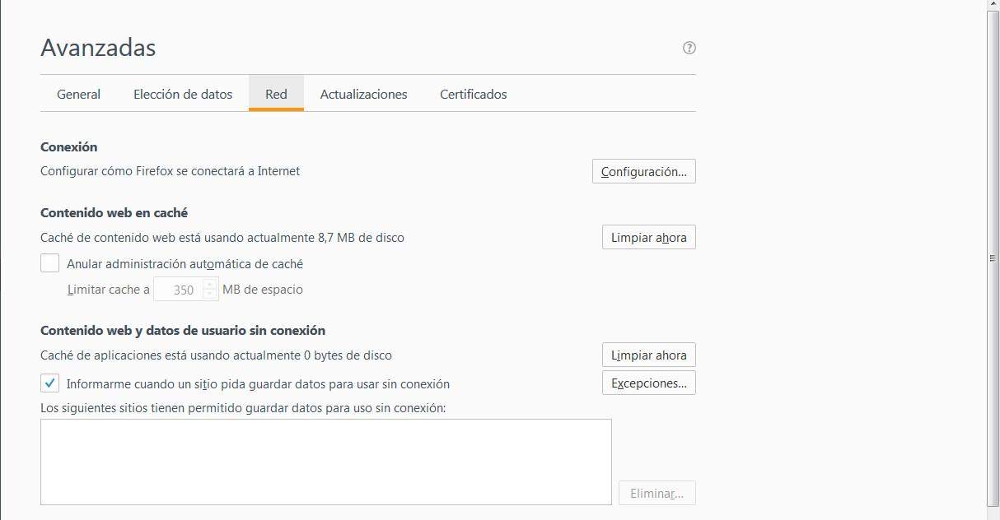 Avanzadas
General Elección de datos Red Actualizaciones Certificados
Conexión
Configurar cómo Firefox se conectará a Internet Configuración...
Contenido web en caché
Caché de contenido web está usando actualmente 8,7 MB de disco Limpiar ahora
Anular administración automática de caché
Limitar cache a 350 MB de espacio
Contenido web y datos de usuario sin conexión
Caché de aplicaciones está usando actualmente 0 bytes de disco Limpiar ahora
Informarme cuando un sitio pida guardar datos para usar sin conexión Excepciones...
Los siguientes sitios tienen permitido guardar datos para uso sin conexión:
Eliminar...